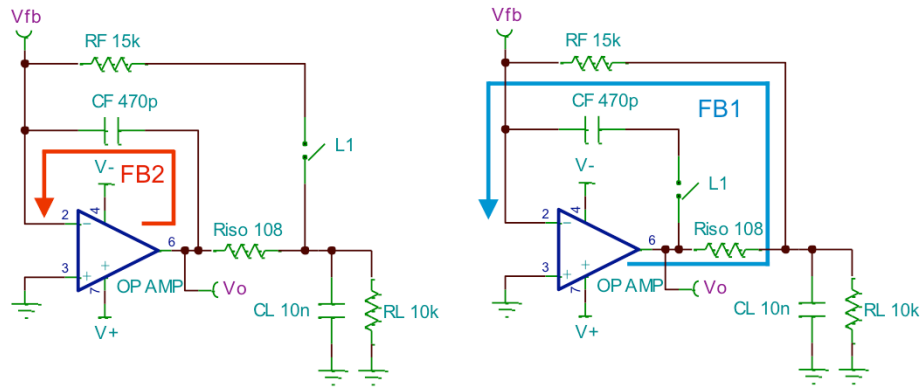 Vfb
RF 15k
CF 470p
L1
V-
FB2
2
4
6
Riso 108
3
7
OP AMP
Vo
V+
CL 10n
RL 10k
Vfb
RF 15k
FB1
CF 470p
V-
L1
2
4
6
Riso 108
3
7
OP AMP
Vo
V+
CL 10n
RL 10k